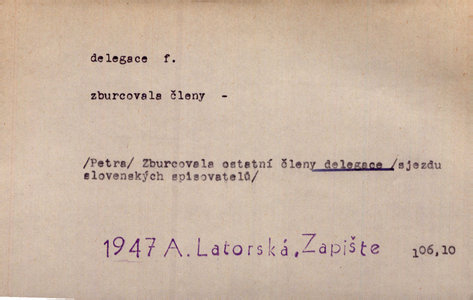 delegace f.
zburcovala členy -
/Petra/ Zburcovala ostatní členy delegace /sjezdu
slovenských spisovatelů/
1947 A. Latorská, Zapište 106,10